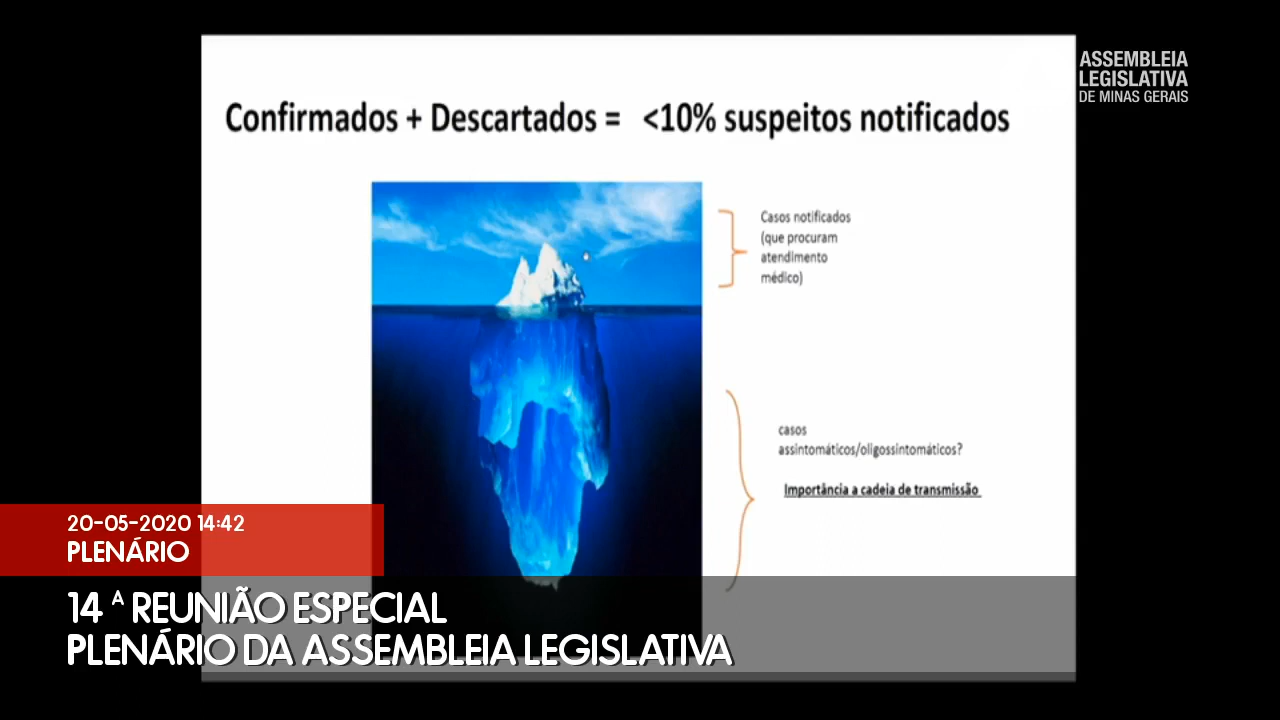 ASSEMBLEIA
LEGISLATIVA
DE MINAS GERAIS
Confirmados + Descartados = <10% suspeitos notificados
Casos notificados
(que procuram
atendimento
médico)
casos
assintomáticos/oligossintomáticos?
Importância a cadeia de transmissão
20-05-2020 14:42
PLENÁRIO
14 ª REUNIÃO ESPECIAL
PLENÁRIO DA ASSEMBLEIA LEGISLATIVA